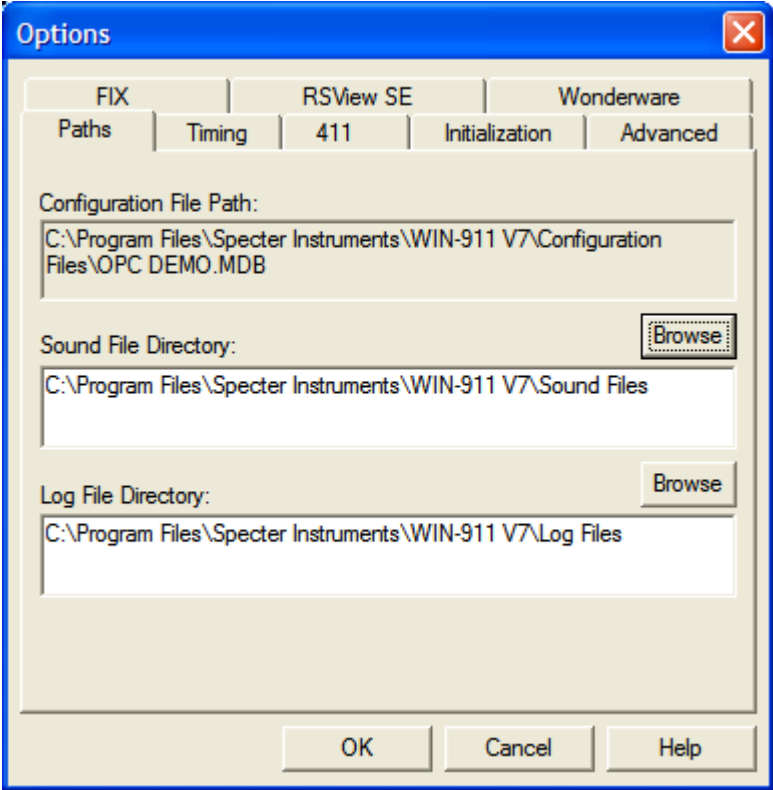 Options
FIX RSView SE Wonderware
Paths Timing 411 Initialization Advanced
Configuration File Path:
C:\Program Files\Specter Instruments\WIN-911 V7\Configuration
Files\OPC DEMO.MDB
Browse
Sound File Directory:
C:\Program Files\Specter Instruments\WIN-911 V7\Sound Files
Browse
Log File Directory:
C:\Program Files\Specter Instruments\WIN-911 V7\Log Files
OK Cancel Help